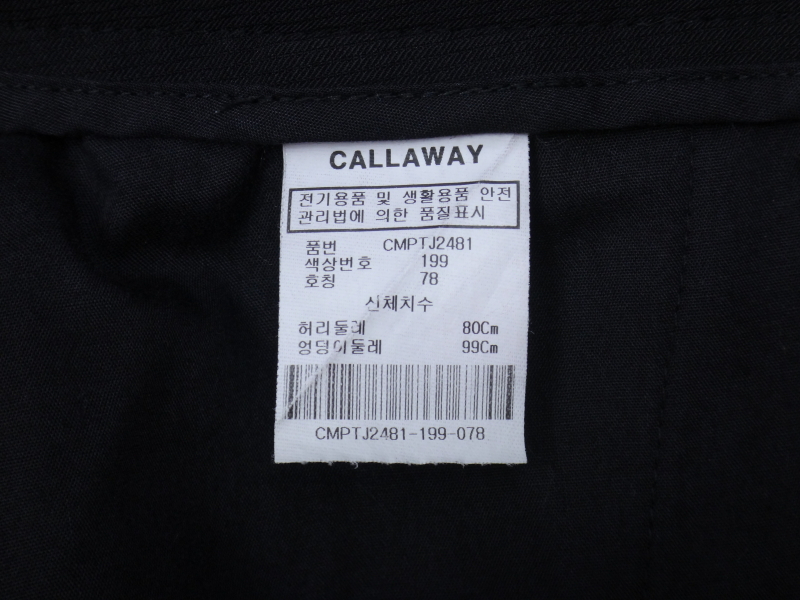 CALLAWAY
전기용품 및 생활용품 안전
관리법에 의한 품질표시
품번 CMPTJ2481
색상번호 199
호칭 78
신체치수
허리둘레 80Cm
엉덩이둘레 99Cm
CMPTJ2481-199-078